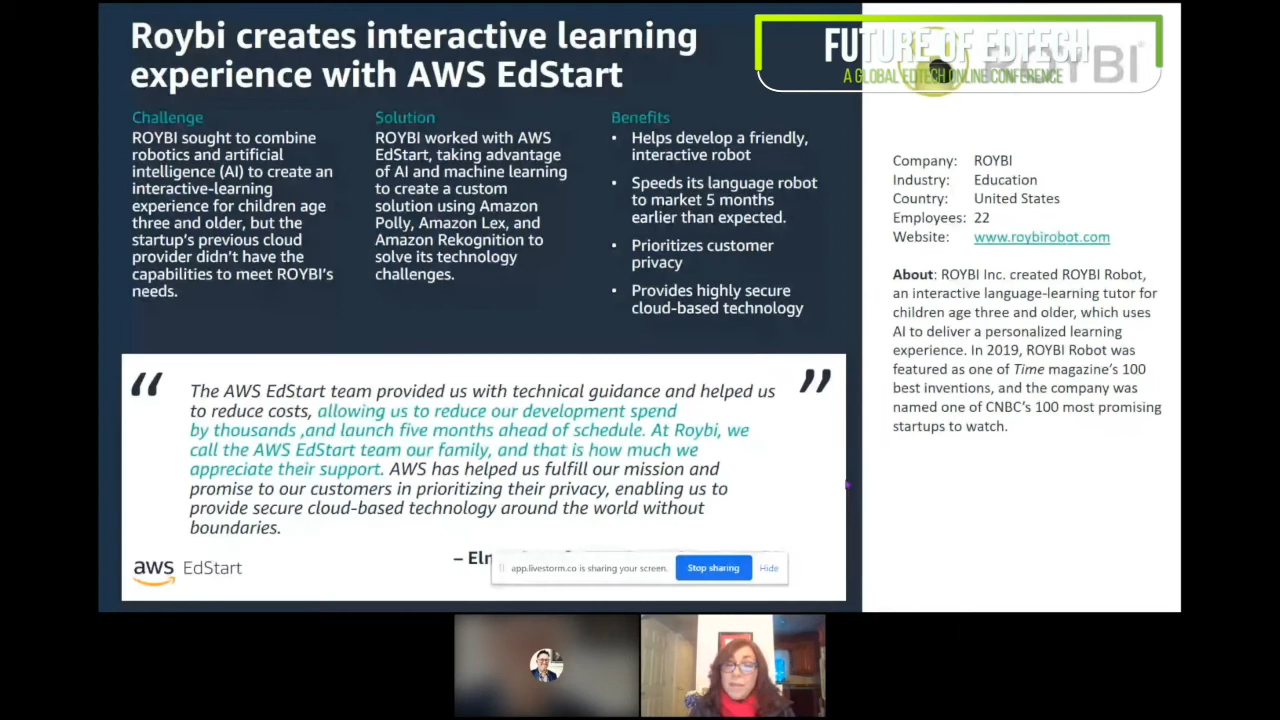 Roybi creates interactive learning
experience with AWS EdStart
FUTURE OF EDTECH
A GLOBAL EDTECH ONLINE CONFERENCE
ROYBI
Challenge
ROYBI sought to combine
robotics and artificial
intelligence (AI) to create an
interactive-learning
experience for children age
three and older, but the
startup's previous cloud
provider didn't have the
capabilities to meet ROYBI's
needs.
Solution
ROYBI worked with AWS
EdStart, taking advantage
of AI and machine learning
to create a custom
solution using Amazon
Polly, Amazon Lex, and
Amazon Rekognition to
solve its technology
challenges.
Benefits
• Helps develop a friendly,
interactive robot
• Speeds its language robot
to market 5 months
earlier than expected.
• Prioritizes customer
privacy
• Provides highly secure
cloud-based technology
Company: ROYBI
Industry: Education
Country: United States
Employees: 22
Website: www.roybirobot.com
About: ROYBI Inc. created ROYBI Robot,
an interactive language-learning tutor for
children age three and older, which uses
AI to deliver a personalized learning
experience. In 2019, ROYBI Robot was
featured as one of Time magazine's 100
best inventions, and the company was
named one of CNBC's 100 most promising
startups to watch.
“ The AWS EdStart team provided us with technical guidance and helped us ”
to reduce costs, allowing us to reduce our development spend
by thousands ,and launch five months ahead of schedule. At Roybi, we
call the AWS EdStart team our family, and that is how much we
appreciate their support. AWS has helped us fulfill our mission and
promise to our customers in prioritizing their privacy, enabling us to
provide secure cloud-based technology around the world without
boundaries.
–
aws EdStart
app.livestorm.co is sharing your screen. Stop sharing Hide